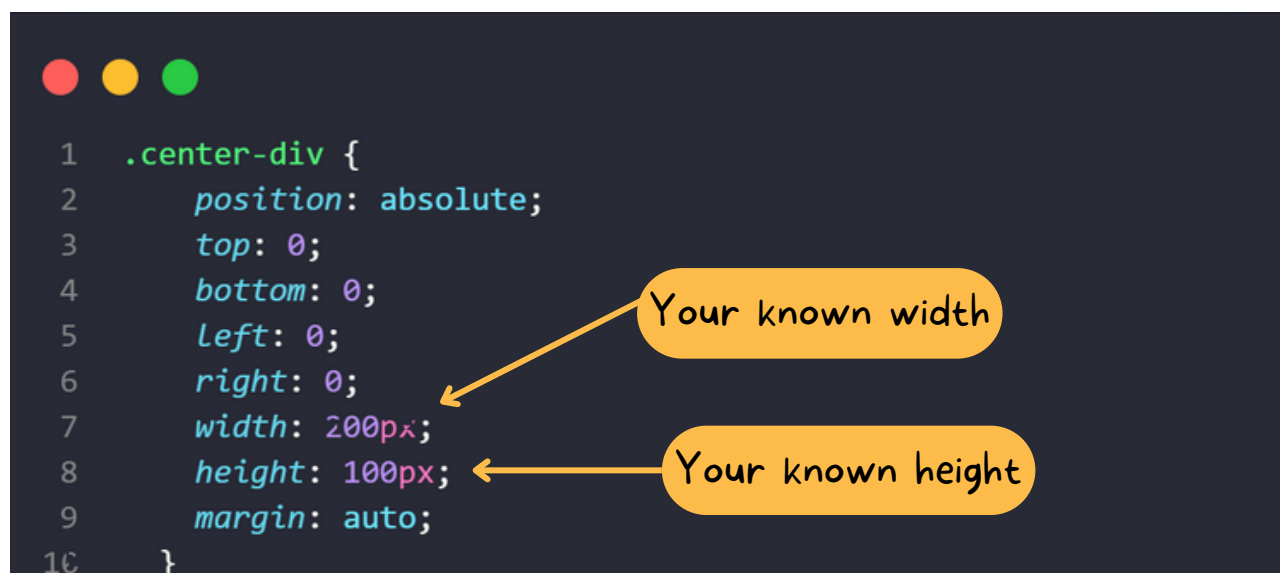 1 .center-div {
2 position: absolute;
3 top: 0;
4 bottom: 0;
5 left: 0;
6 right: 0;
Your known width
7 width: 200px;
8 height: 100px;
Your known height
9 margin: auto;
10 }